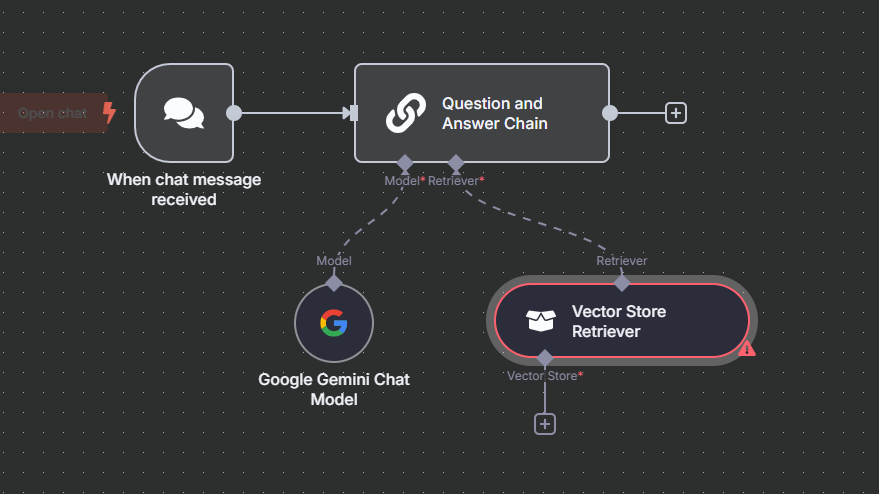 Open chat
Question and
Answer Chain
When chat message
received
Model*
Retriever*
Model
Retriever
Google Gemini Chat
Model
Vector Store
Retriever
Vector Store*